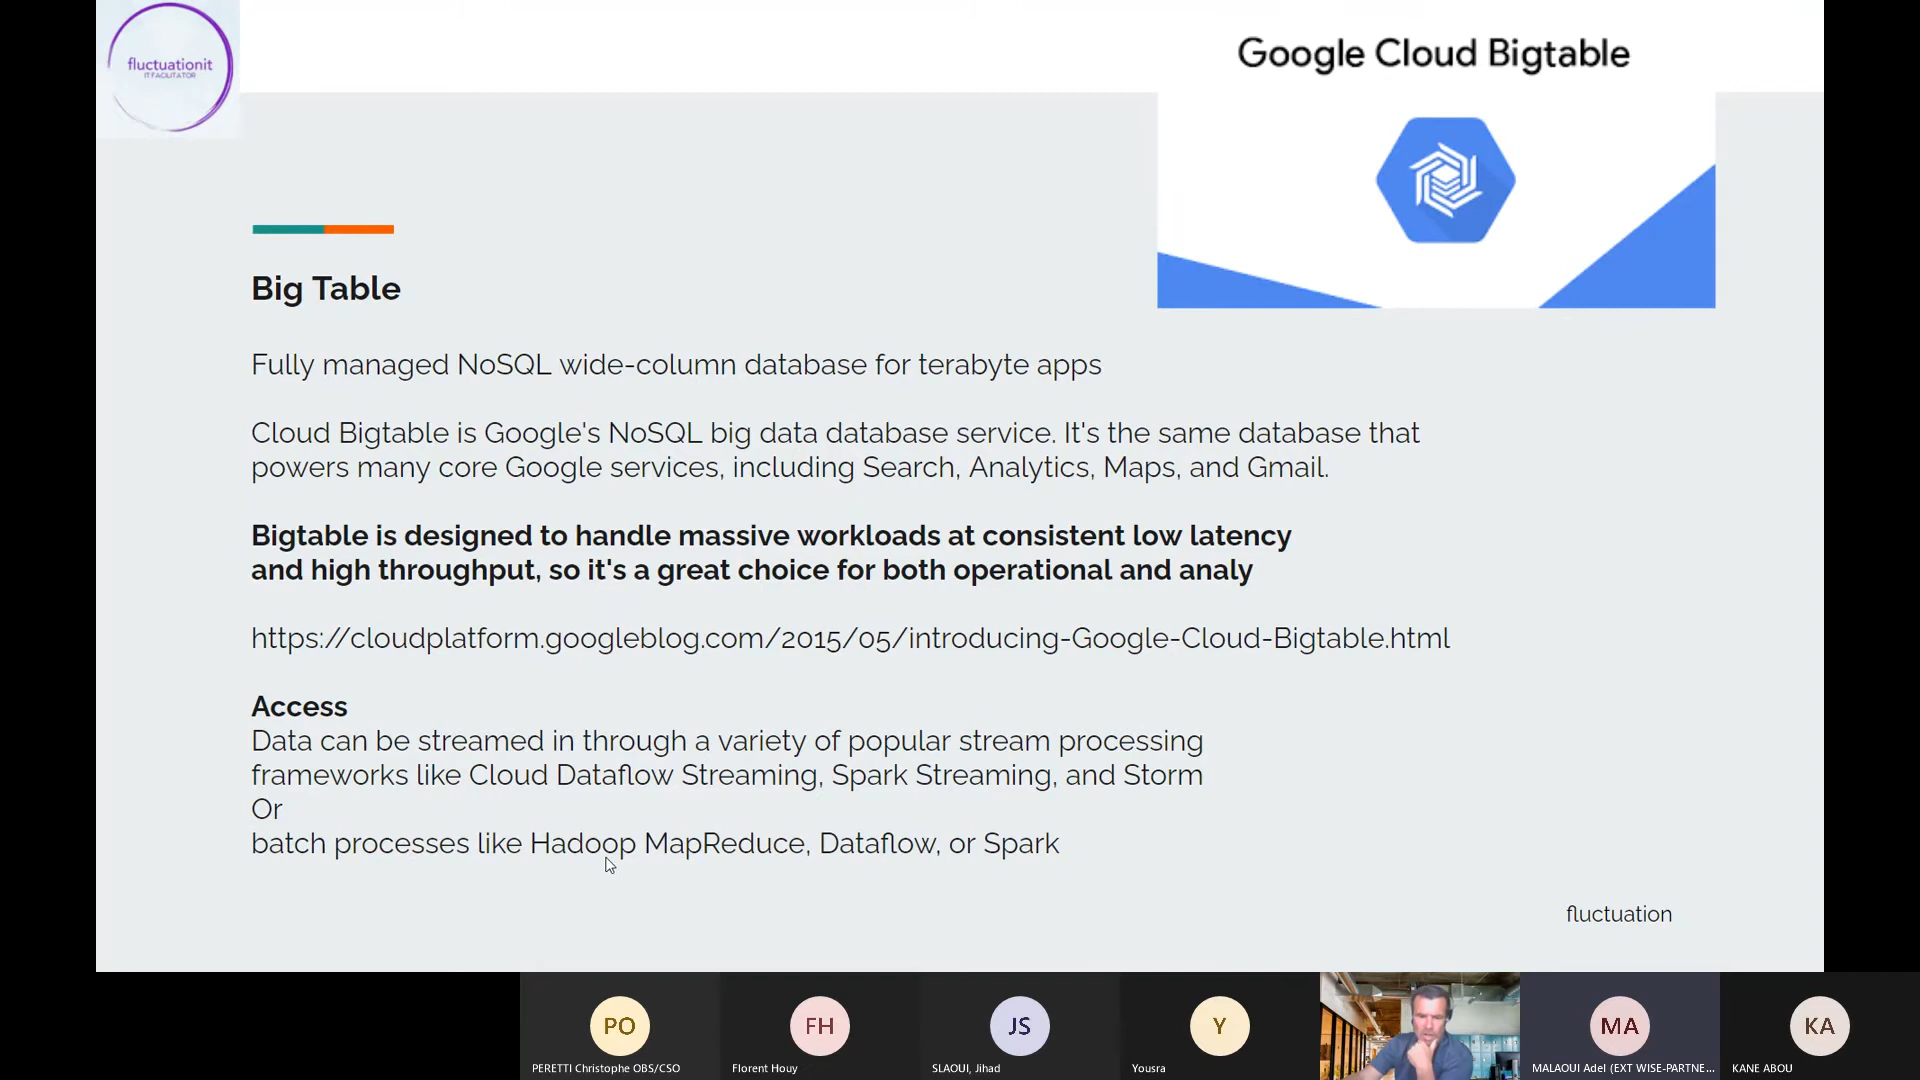 fluctuationit
IT FACILITATOR
Google Cloud Bigtable
Big Table
Fully managed NoSQL wide-column database for terabyte apps
Cloud Bigtable is Google's NoSQL big data database service. It's the same database that
powers many core Google services, including Search, Analytics, Maps, and Gmail.
Bigtable is designed to handle massive workloads at consistent low latency
and high throughput, so it's a great choice for both operational and analy
https://cloudplatform.googleblog.com/2015/05/introducing-Google-Cloud-Bigtable.html
Access
Data can be streamed in through a variety of popular stream processing
frameworks like Cloud Dataflow Streaming, Spark Streaming, and Storm
Or
batch processes like Hadoop MapReduce, Dataflow, or Spark
fluctuation
PO
FH
JS
Y
MA
KA
PERETTI Christophe OBS/CSO
Florent Houy
SLAOUI, Jihad
Yousra
MALAOUI Adel (EXT WISE-PARTNE...
KANE ABOU